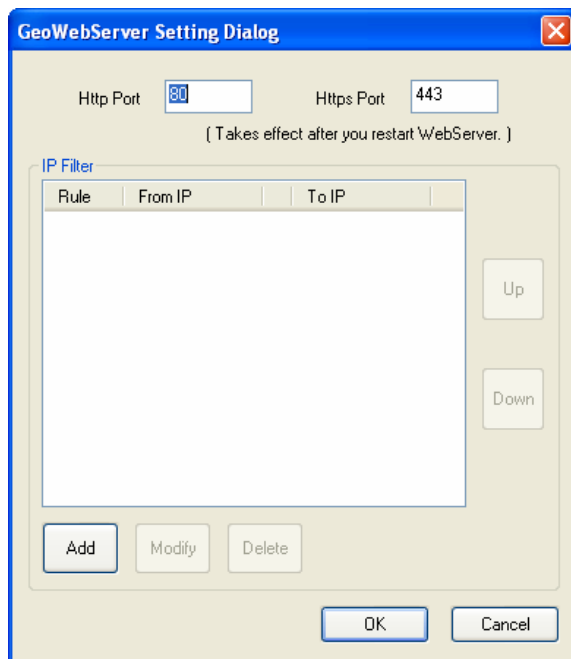 GeoWebServer Setting Dialog
Http Port 80 Https Port 443
( Takes effect after you restart WebServer. )
IP Filter
Rule From IP To IP
Up
Down
Add Modify Delete
OK Cancel